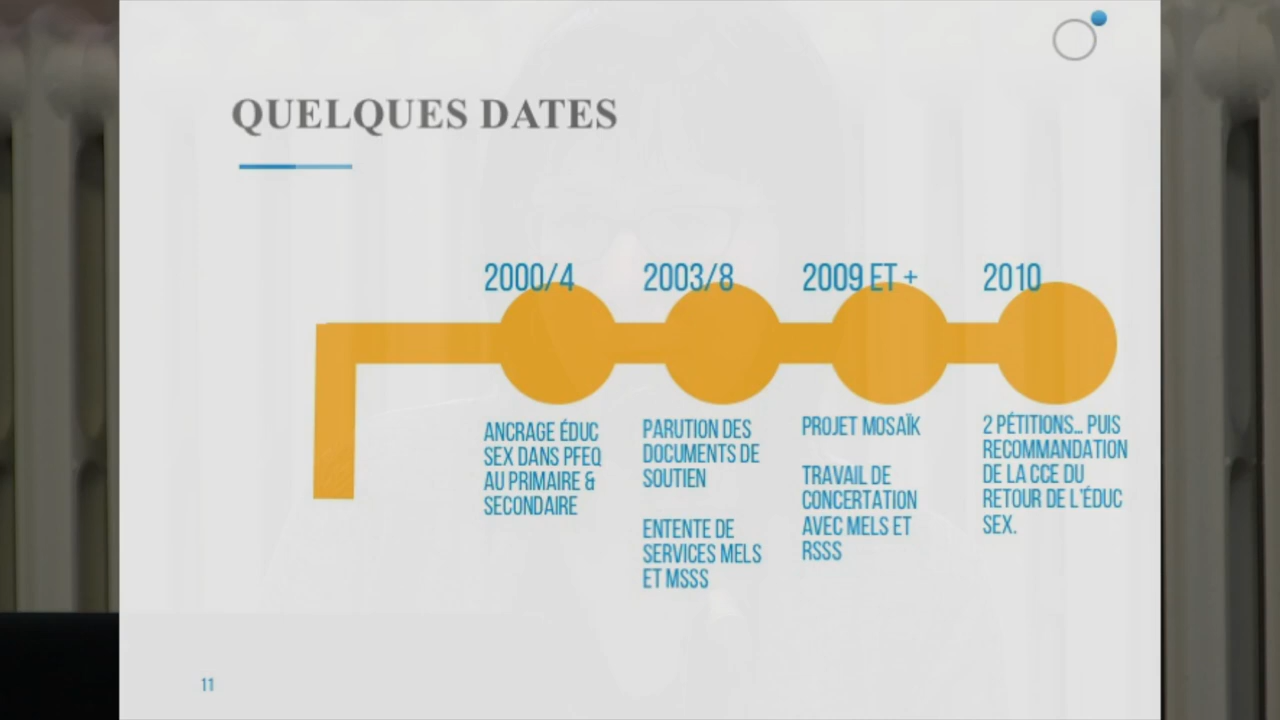 QUELQUES DATES
2000/4
2003/8
2009 ET +
2010
ANCRAGE ÉDUC
SEX DANS PFEQ
AU PRIMAIRE &
SECONDAIRE
PARUTION DES
DOCUMENTS DE
SOUTIEN
ENTENTE DE
SERVICES MELS
ET MSSS
PROJET MOSAÏK
TRAVAIL DE
CONCERTATION
AVEC MELS ET
RSSS
2 PÉTITIONS... PUIS
RECOMMANDATION
DE LA CCE DU
RETOUR DE L'ÉDUC
SEX.
11